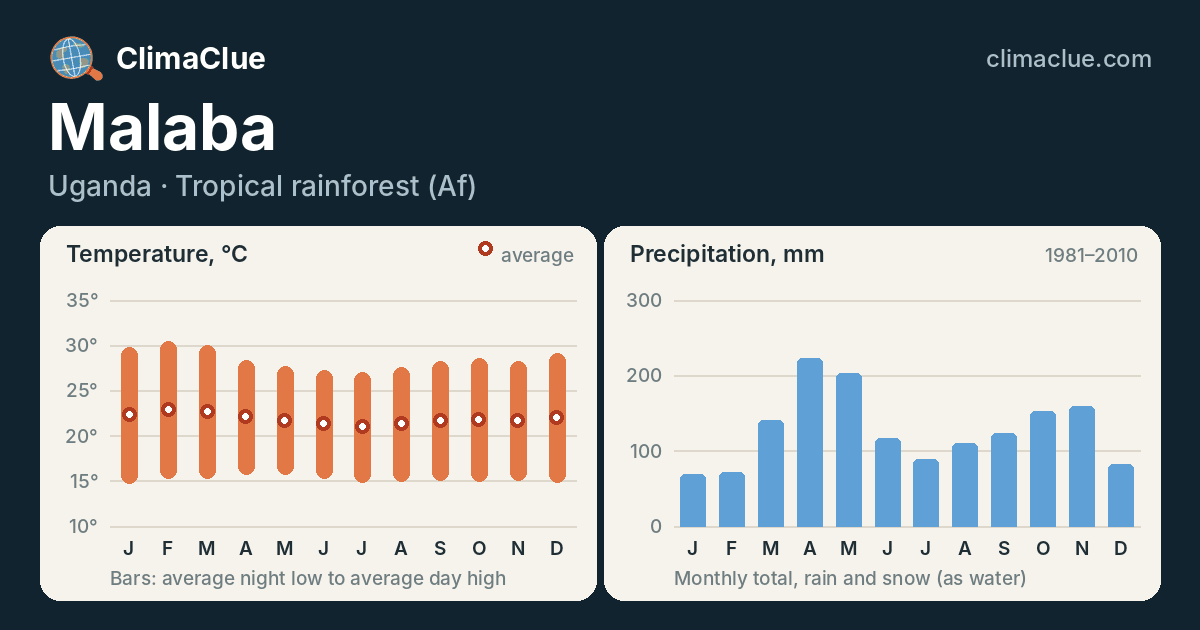 ClimaClue
climaclue.com
Malaba
Uganda · Tropical rainforest (Af)
Temperature, °C
average
35°
30°
25°
20°
15°
10°
J F M A M J J A S O N D
Bars: average night low to average day high
Precipitation, mm
1981–2010
300
200
100
0
J F M A M J J A S O N D
Monthly total, rain and snow (as water)